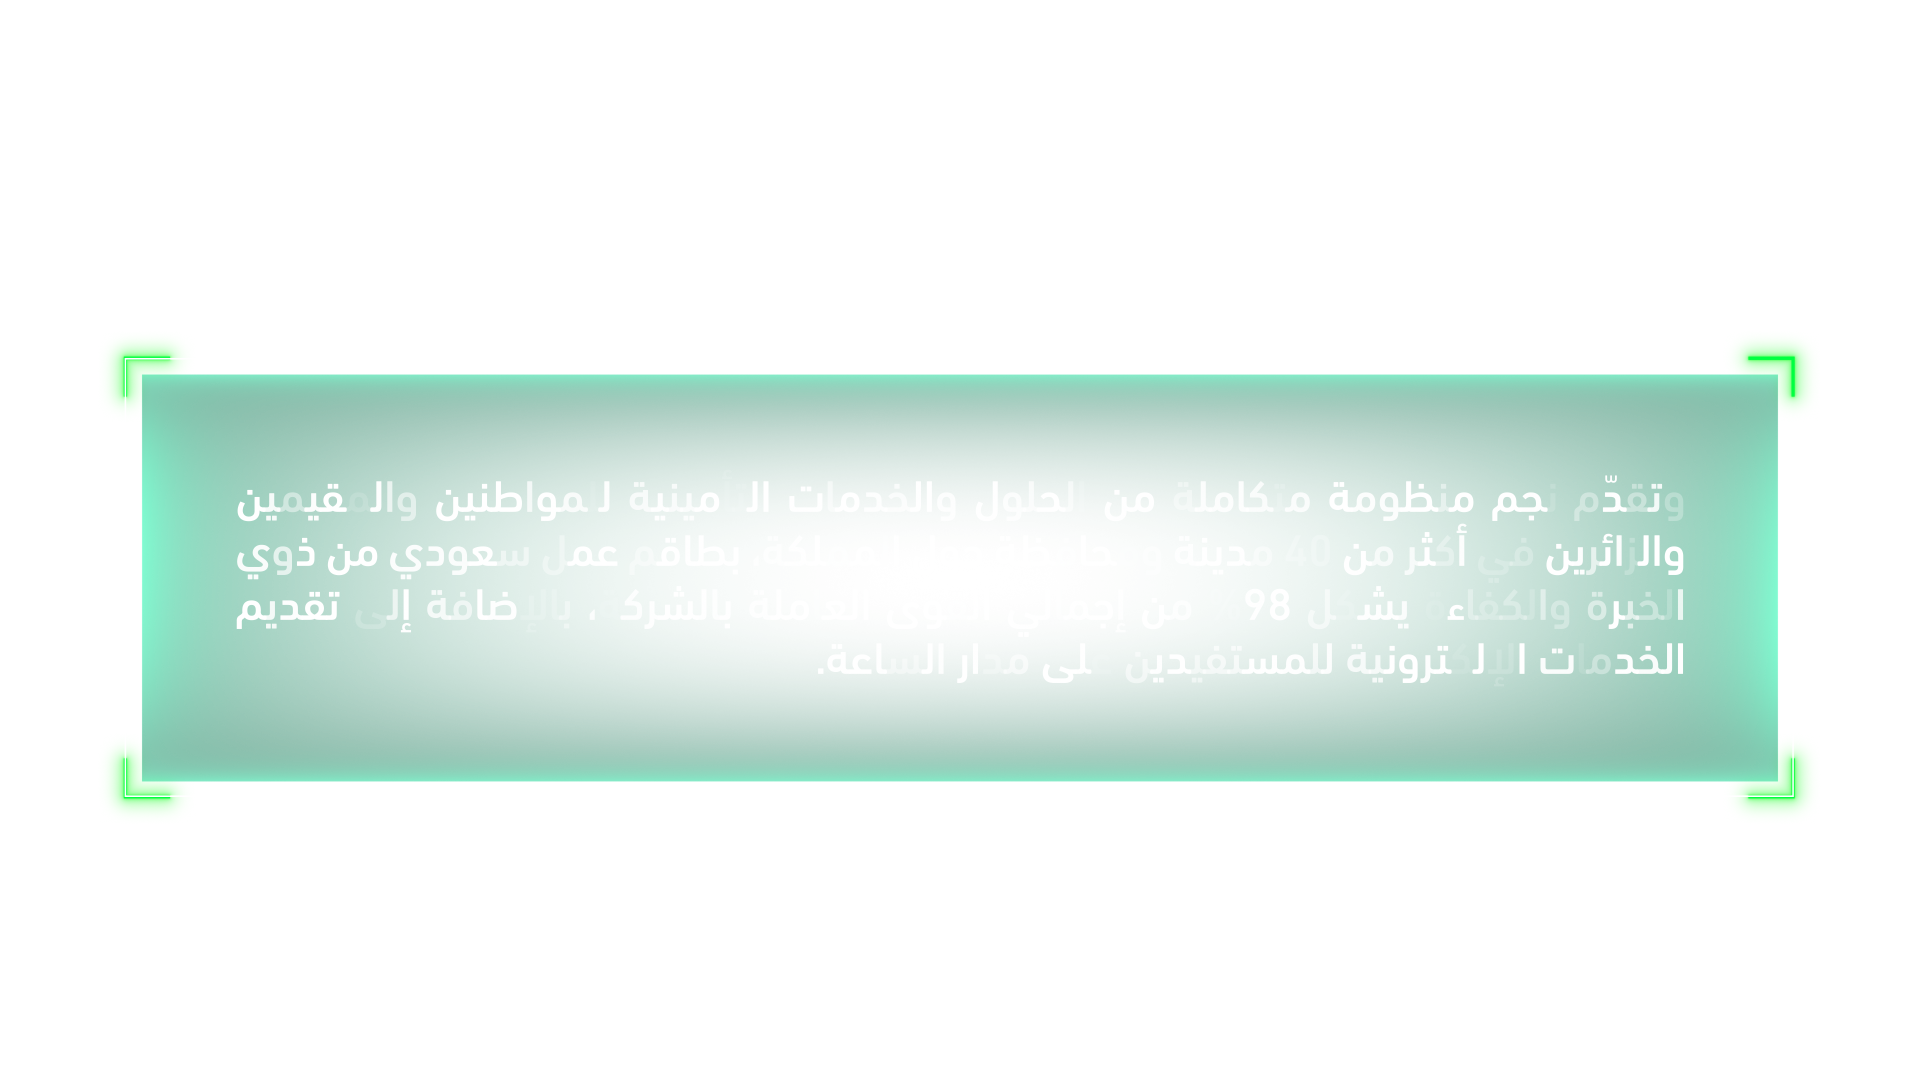 وتقدّم نجم منظومة متكاملة من الحلول والخدمات التأمينية للمواطنين والمقيمين
والزائرين في أكثر من 40 مدينة ومحافظة المملكة، بطاقم عمل سعودي من ذوي
الخبرة والكفاءة يشكل 98 من إجمالي القوى العاملة بالشركة، بالإضافة إلى تقديم
الخدمات الإلكترونية للمستفيدين على مدار الساعة.